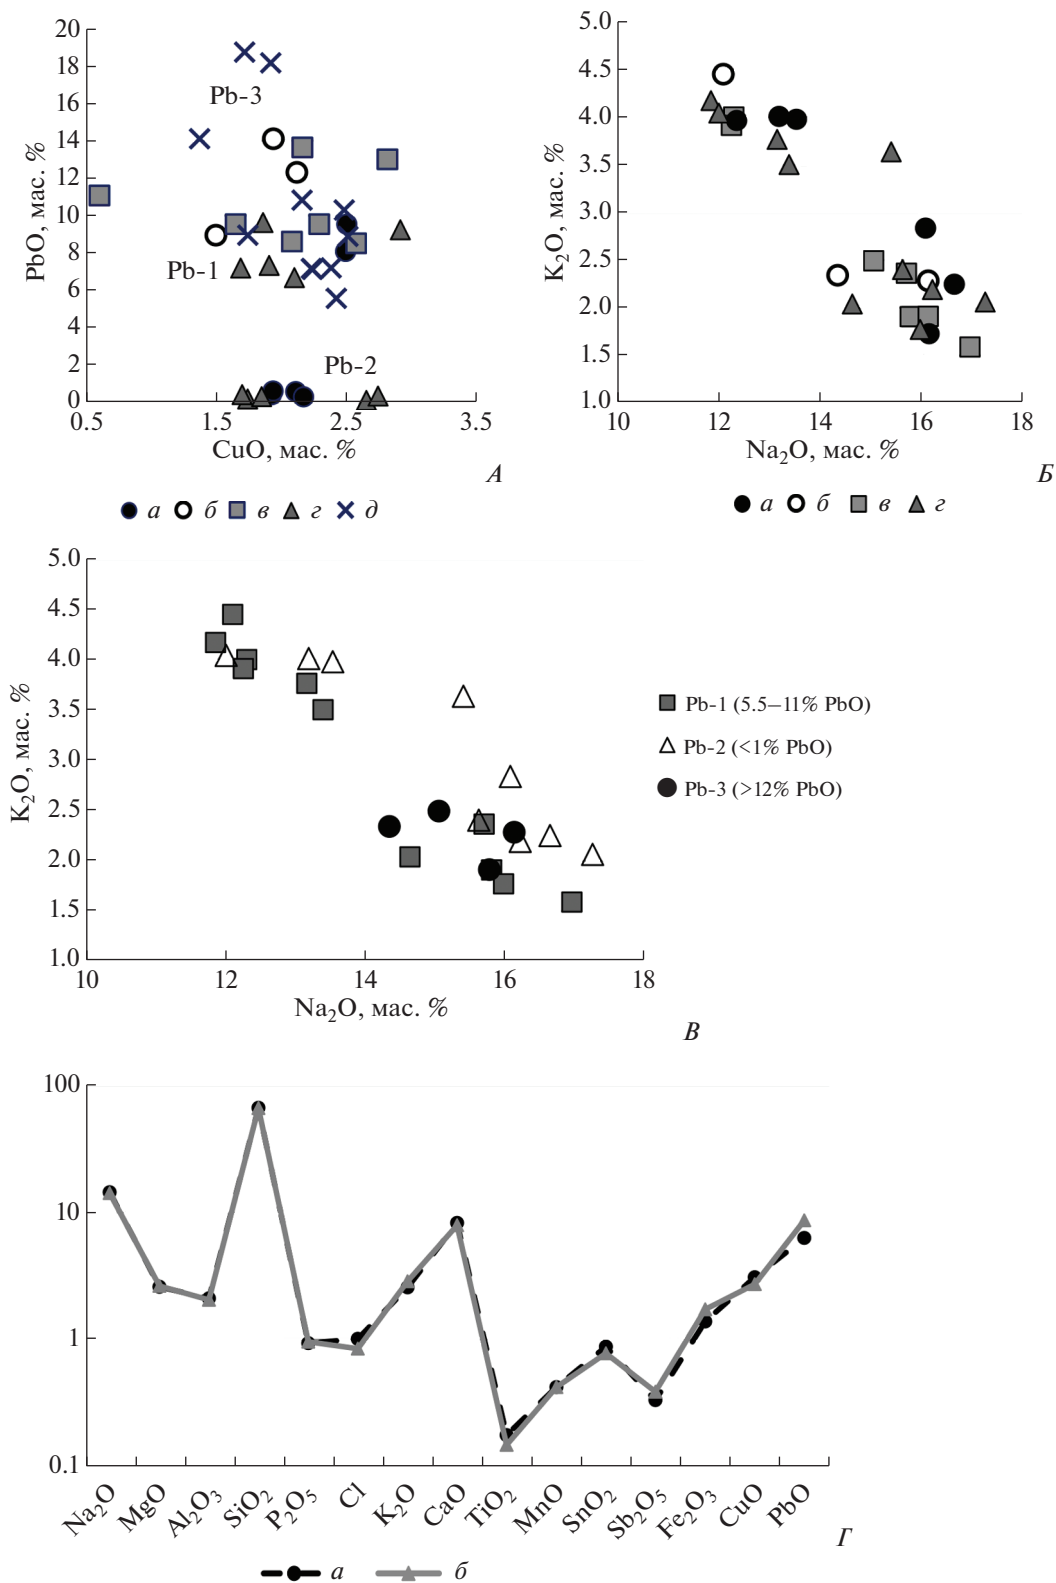 20
18
16
14
12
10
8
6
4
2
0
PbO, мас. %
Pb-3
Pb-1
Pb-2
0.5
1.5
2.5
3.5
CuO, мас. %
А
а б в г д
5.0
4.5
4.0
3.5
3.0
2.5
2.0
1.5
1.0
K₂O, мас. %
10
12
14
16
18
Na₂O, мас. %
Б
а б в г
5.0
4.5
4.0
3.5
3.0
2.5
2.0
1.5
1.0
K₂O, мас. %
10
12
14
16
18
Na₂O, мас. %
Pb-1 (5.5–11% PbO)
Pb-2 (<1% PbO)
Pb-3 (>12% PbO)
В
100
10
1
0.1
Na₂O
MgO
Al₂O₃
SiO₂
P₂O₅
Cl
K₂O
CaO
TiO₂
MnO
SnO₂
Sb₂O₅
Fe₂O₃
CuO
PbO
Г
а б